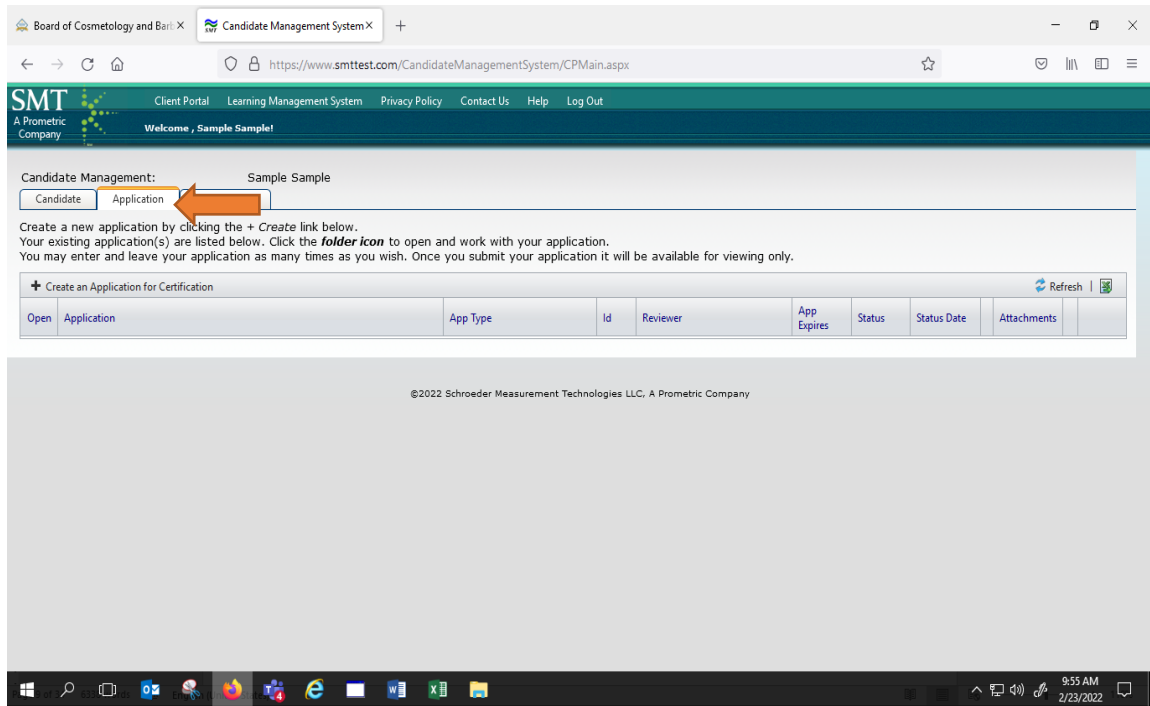 Board of Cosmetology and Barb
Candidate Management System
https://www.smttest.com/CandidateManagementSystem/CPMain.aspx
SMT
A Prometric
Company
Client Portal Learning Management System Privacy Policy Contact Us Help Log Out
Welcome , Sample Sample!
Candidate Management: Sample Sample
Candidate Application
Create a new application by clicking the + Create link below.
Your existing application(s) are listed below. Click the folder icon to open and work with your application.
You may enter and leave your application as many times as you wish. Once you submit your application it will be available for viewing only.
+ Create an Application for Certification Refresh |
Open Application App Type Id Reviewer App Expires Status Status Date Attachments
©2022 Schroeder Measurement Technologies LLC, A Prometric Company
9:55 AM
2/23/2022